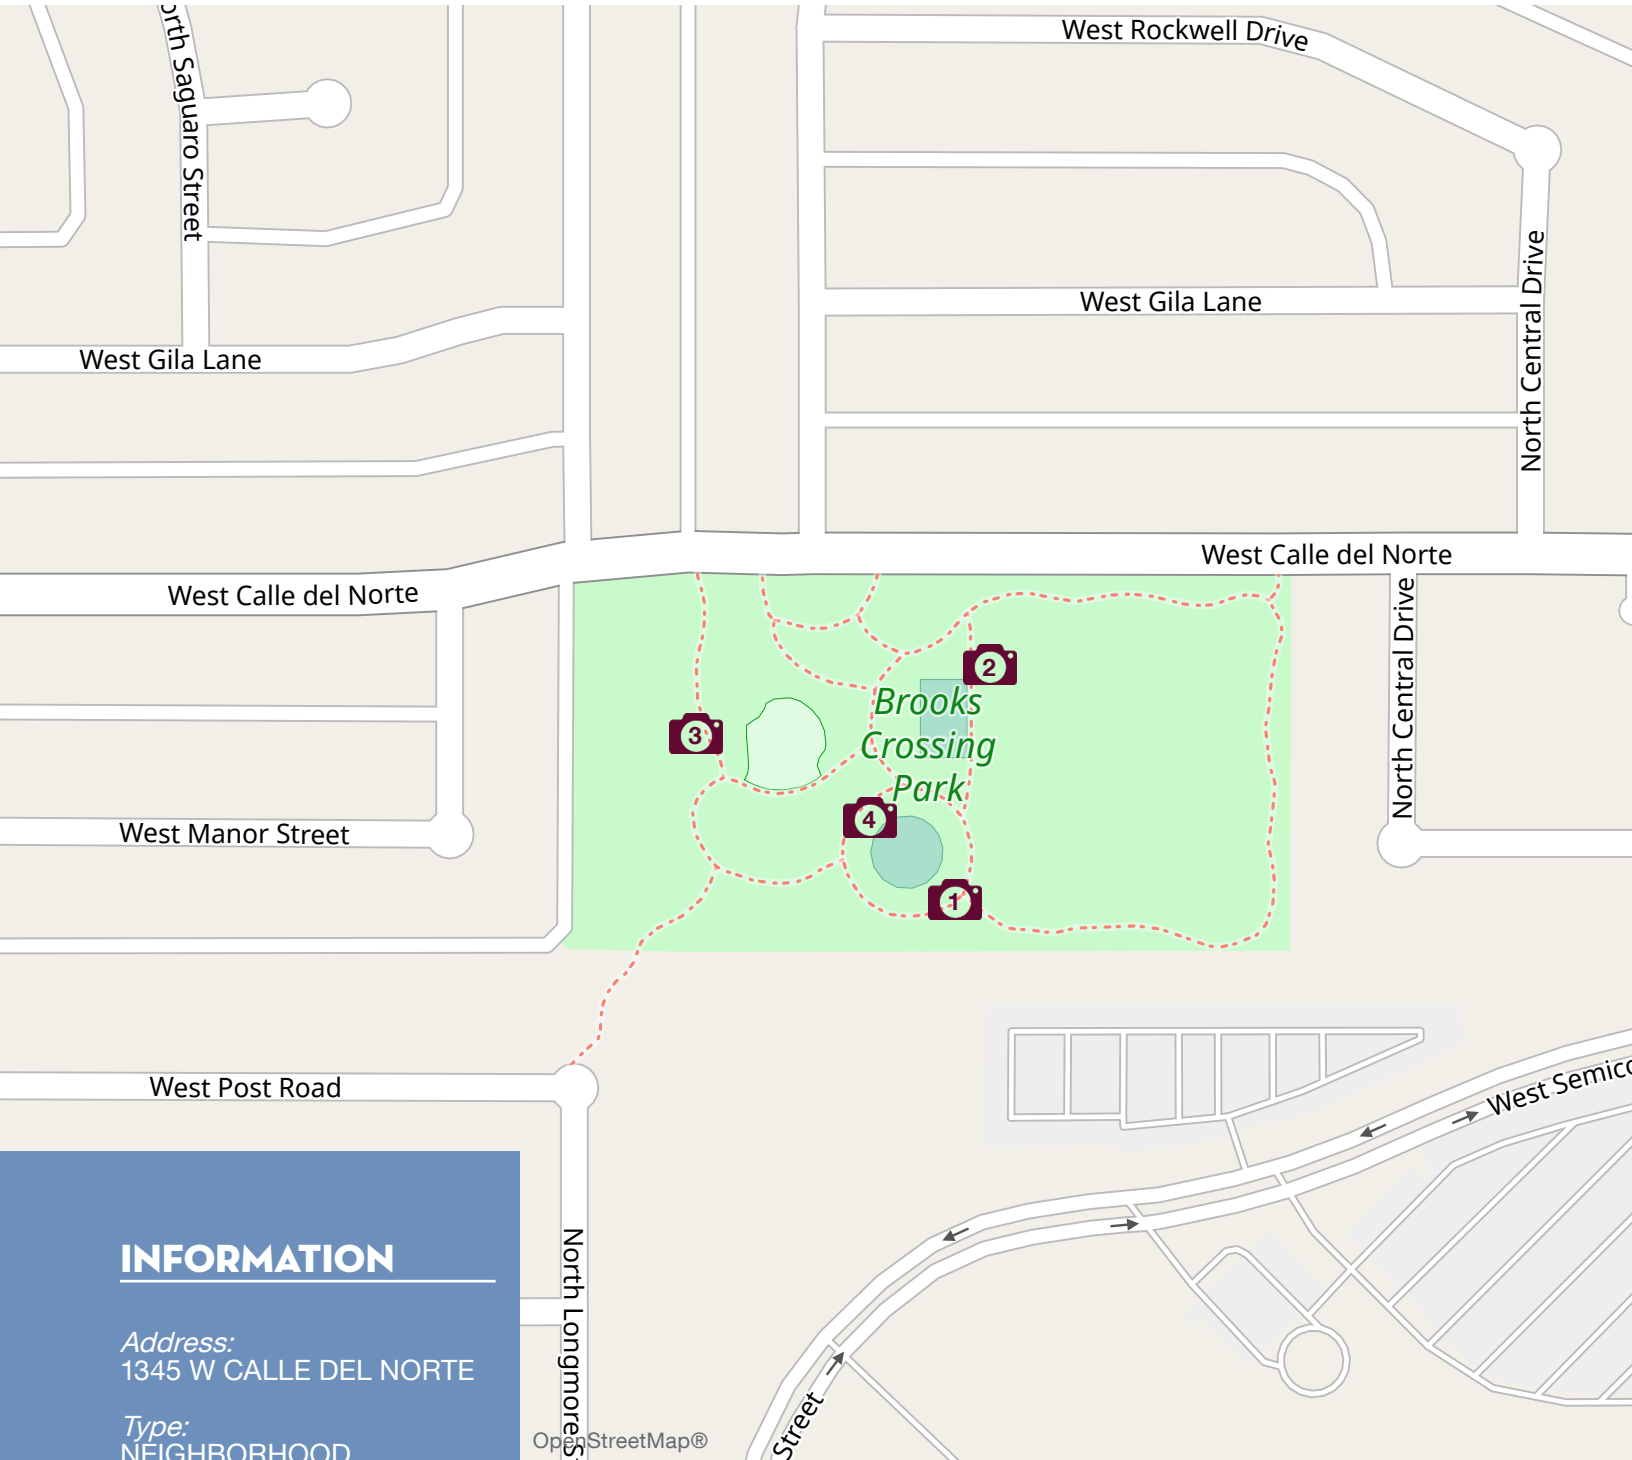 West Rockwell Drive
orth Saguaro Street
West Gila Lane
North Central Drive
West Gila Lane
West Calle del Norte
West Calle del Norte
North Central Drive
2
Brooks
Crossing
Park
3
4
West Manor Street
1
West Post Road
West Semico
North Longmore S
Street
INFORMATION
Address:
1345 W CALLE DEL NORTE
Type:
NEIGHBORHOOD
OpenStreetMap®